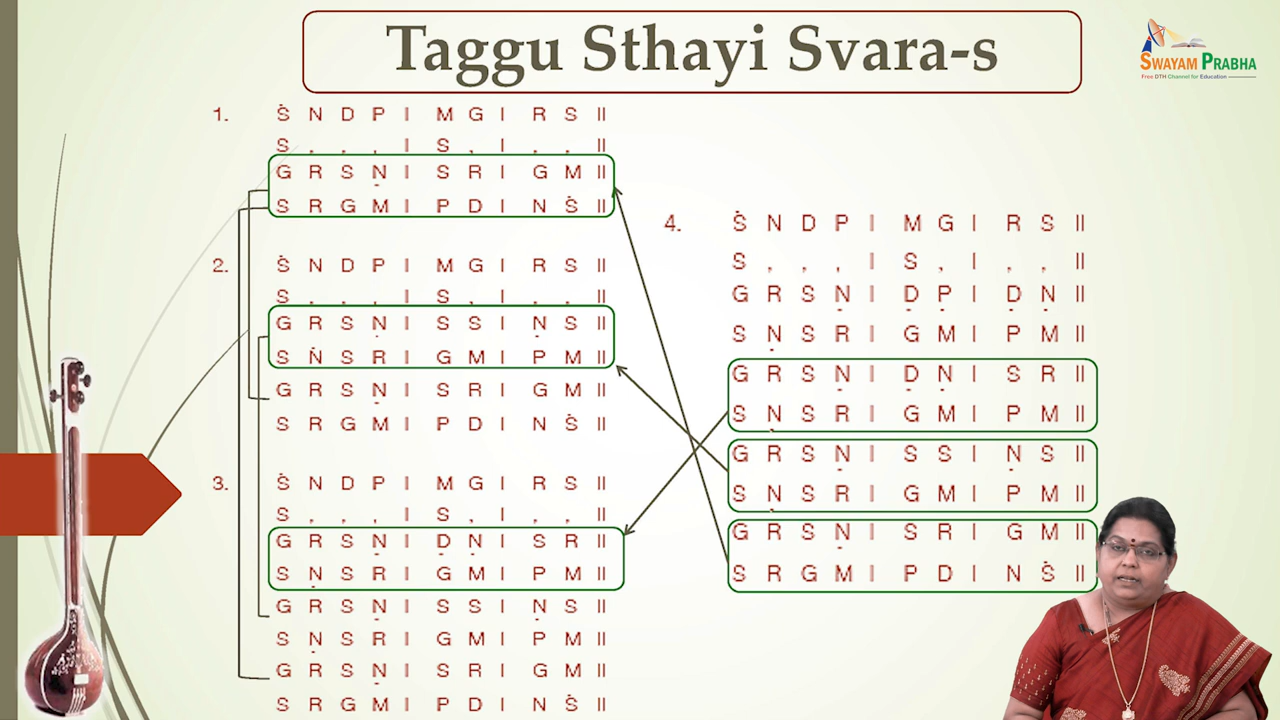 Taggu Sthayi Svara-s
SWAYAM PRABHA
Free DTH Channel for Education
1. Ṡ N D P | M G | R S ||
S , , , | S , | , , ||
G R S Ṇ | S R | G M ||
S R G M | P D | N Ṡ ||
2. Ṡ N D P | M G | R S ||
S , , , | S , | , , ||
G R S Ṇ | S S | Ṇ S ||
S Ṇ S R | G M | P M ||
G R S Ṇ | S R | G M ||
S R G M | P D | N Ṡ ||
3. Ṡ N D P | M G | R S ||
S , , , | S , | , , ||
G R S Ṇ | Ḍ Ṇ | S R ||
S Ṇ S R | G M | P M ||
G R S Ṇ | S S | Ṇ S ||
S Ṇ S R | G M | P M ||
G R S Ṇ | S R | G M ||
S R G M | P D | N Ṡ ||
4. Ṡ N D P | M G | R S ||
S , , , | S , | , , ||
G R S Ṇ | Ḍ P̣ | Ḍ Ṇ ||
S Ṇ S R | G M | P M ||
G R S Ṇ | Ḍ Ṇ | S R ||
S Ṇ S R | G M | P M ||
G R S Ṇ | S S | Ṇ S ||
S Ṇ S R | G M | P M ||
G R S Ṇ | S R | G M ||
S R G M | P D | N Ṡ ||